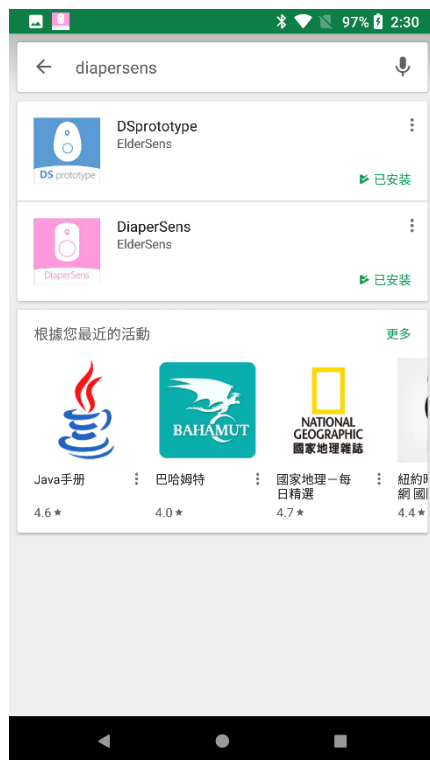 97% 2:30
diapersens
DSprototype
ElderSens
DS prototype
已安裝
DiaperSens
ElderSens
DiaperSens
已安裝
根據您最近的活動
更多
BAHAMUT
NATIONAL
GEOGRAPHIC
國家地理雜誌
Java手册
巴哈姆特
國家地理－每
日精選
紐約時
網 國
4.6★
4.0★
4.7★
4.4★